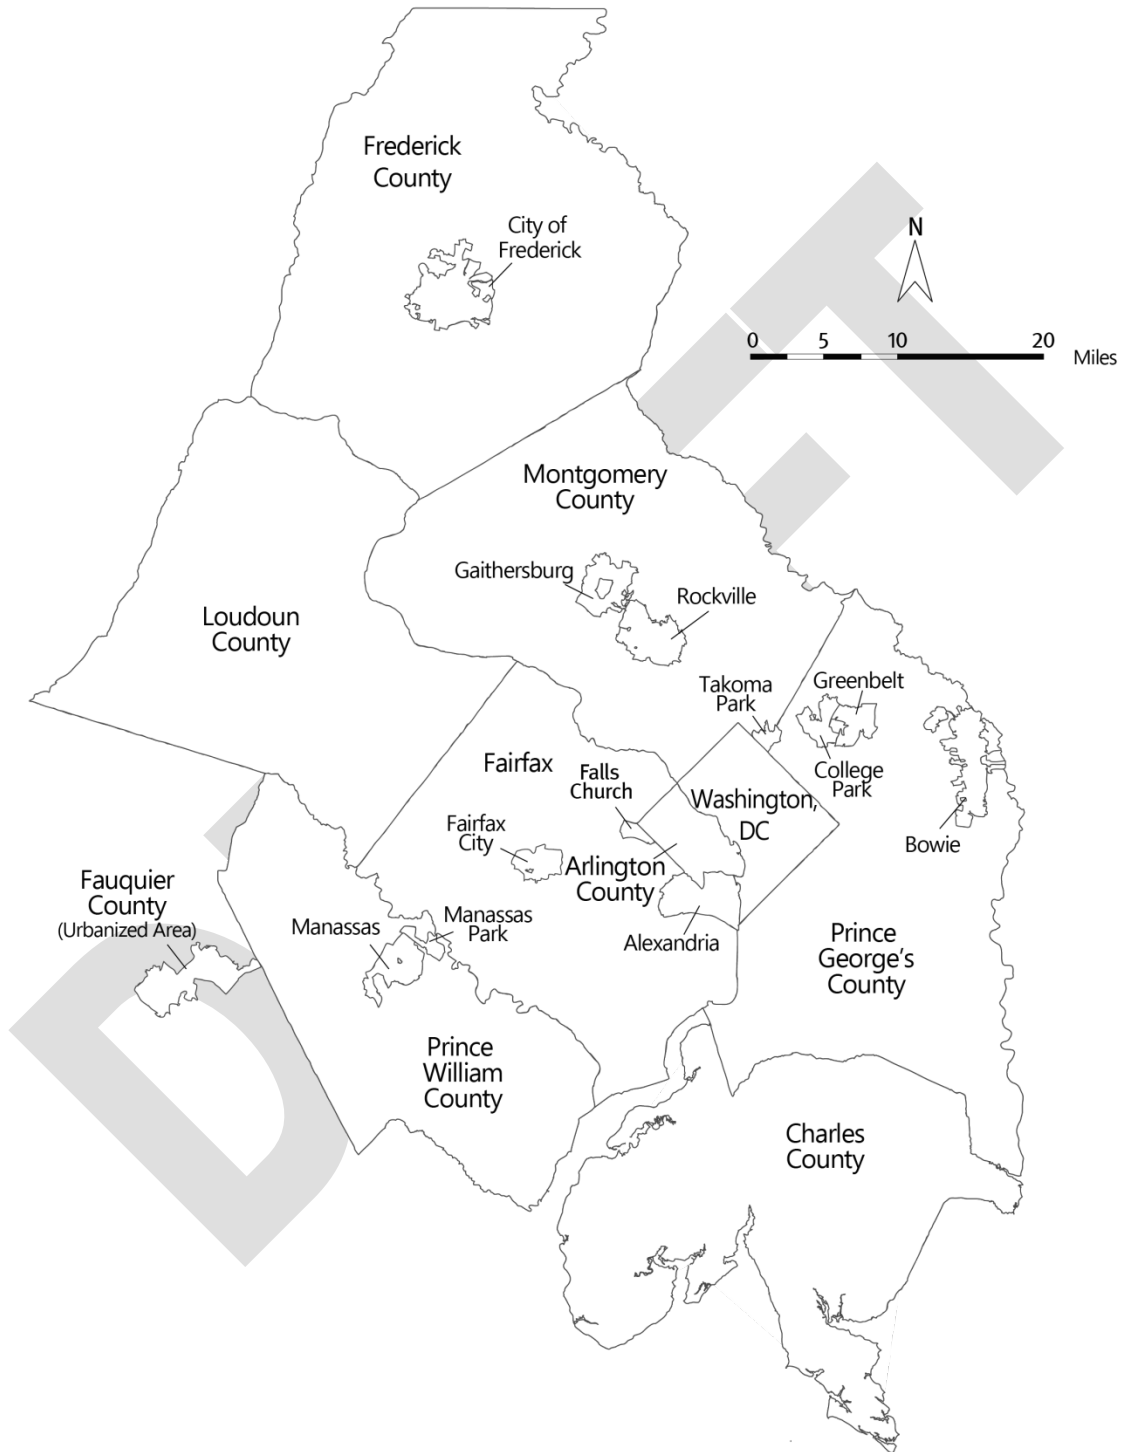 Frederick
County
City of
Frederick
N
0 5 10 20
Miles
Montgomery
County
Gaithersburg
Rockville
Loudoun
County
Takoma
Park
Greenbelt
College
Park
Bowie
Fairfax
Falls
Church
Washington,
DC
Fairfax
City
Arlington
County
Alexandria
Fauquier
County
(Urbanized Area)
Manassas
Manassas
Park
Prince
George's
County
Prince
William
County
Charles
County